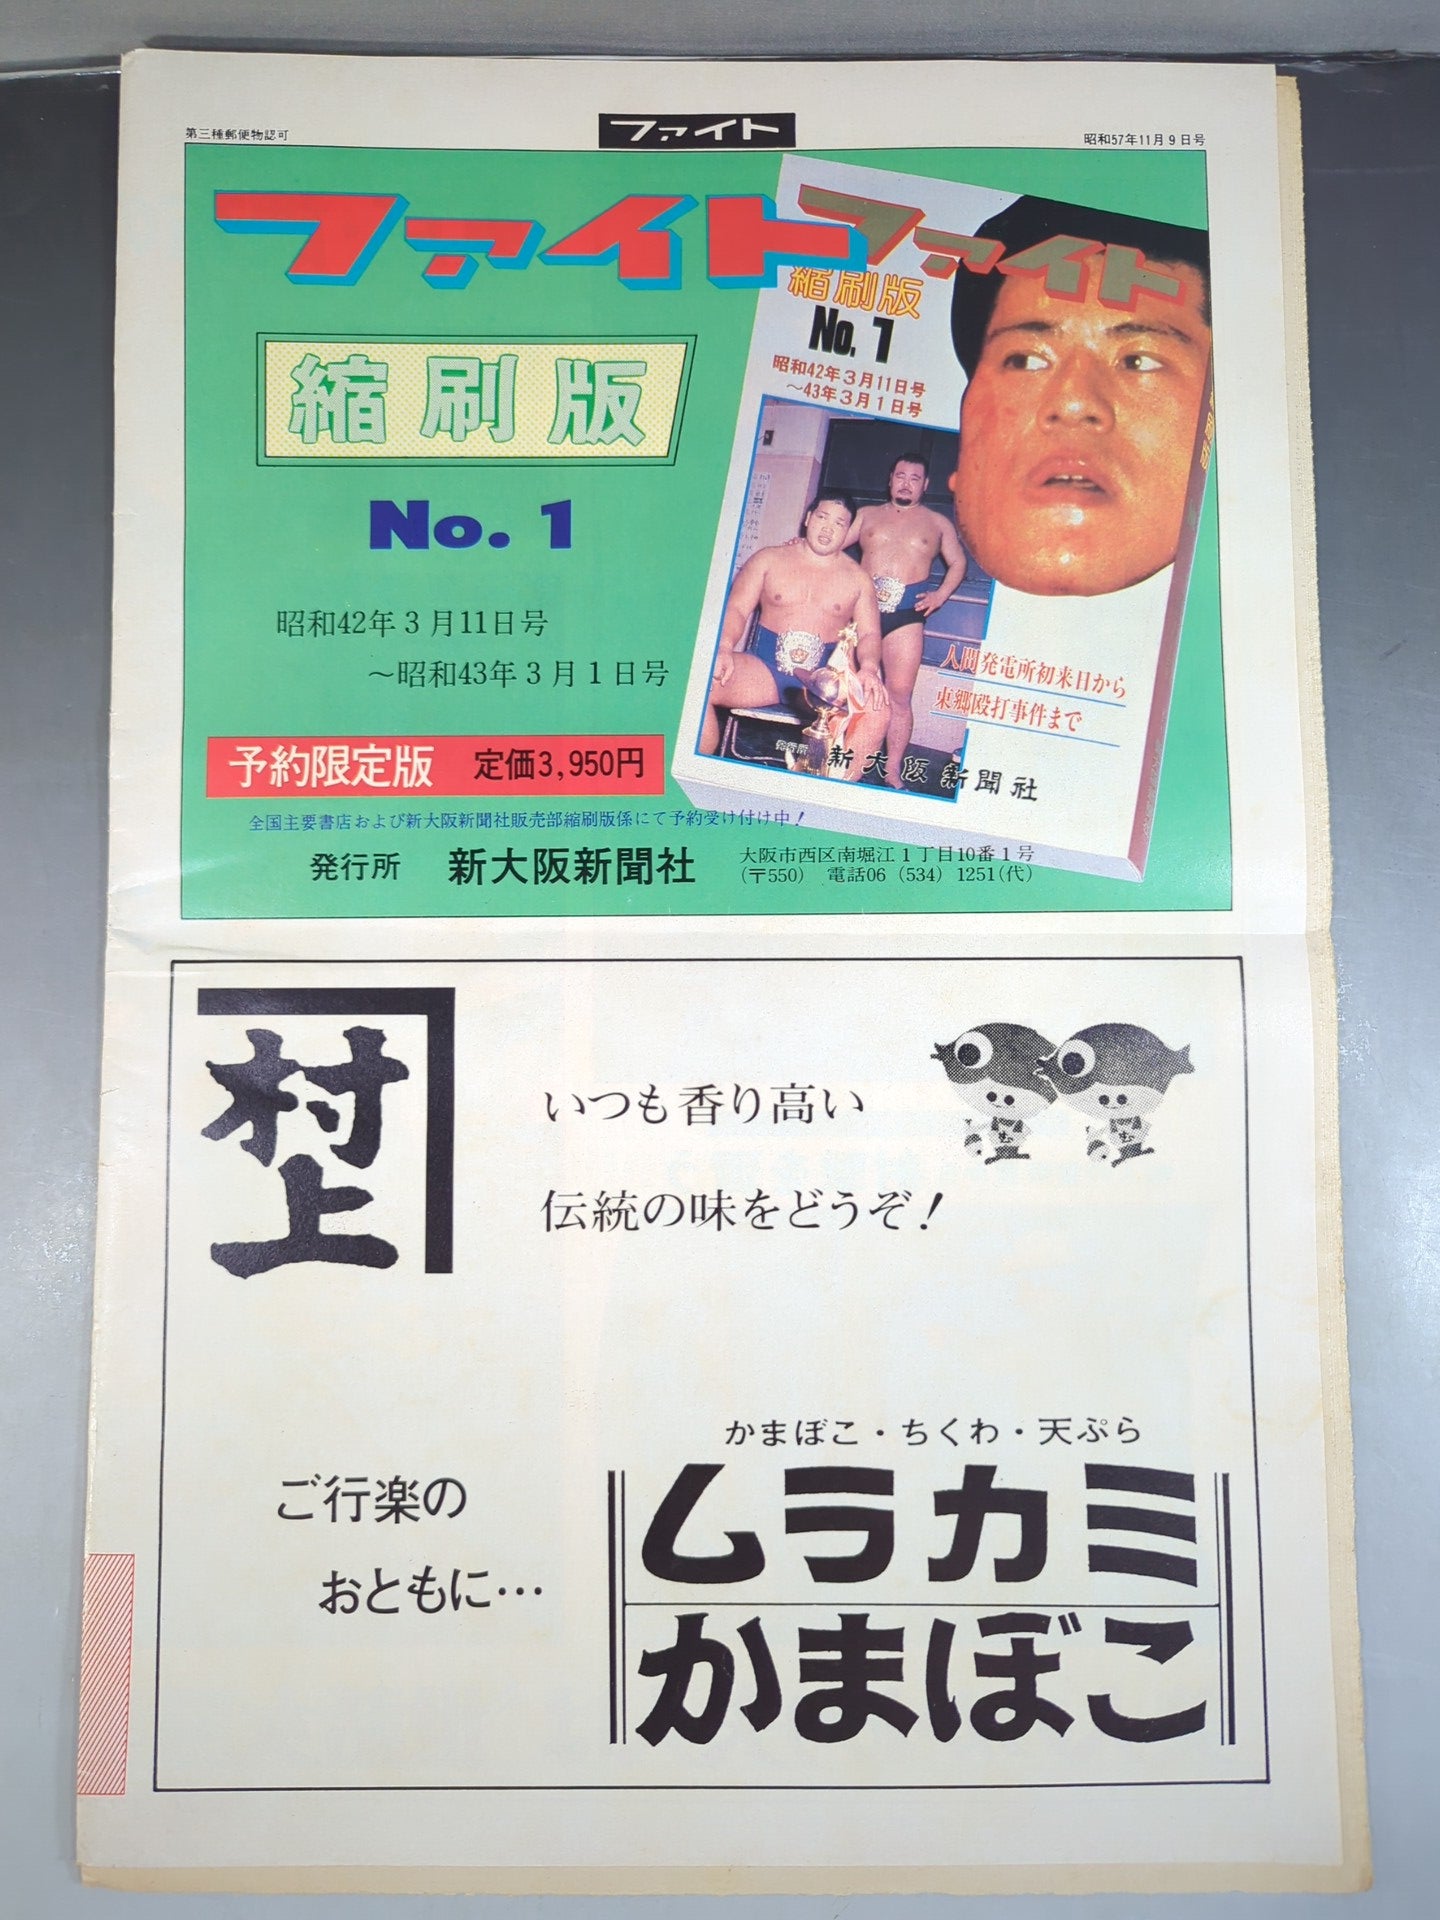 第三種郵便物認可
ファイト
昭和57年11月9日号
ファイト
縮刷版
No. 1
昭和42年3月11日号
～昭和43年3月1日号
予約限定版 定価3,950円
全国主要書店および新大阪新聞社販売部縮刷版係にて予約受け付け中!
発行所 新大阪新聞社
大阪市西区南堀江1丁目10番1号
(〒550) 電話06 (534) 1251(代)
ファイト
縮刷版
No. 1
昭和42年3月11日号
～43年3月1日号
人間発電所初来日から
東郷殴打事件まで
発行所 新大阪新聞社
村上
いつも香り高い
伝統の味をどうぞ!
む む
ご行楽の
おともに…
かまぼこ・ちくわ・天ぷら
ムラカミ
かまぼこ